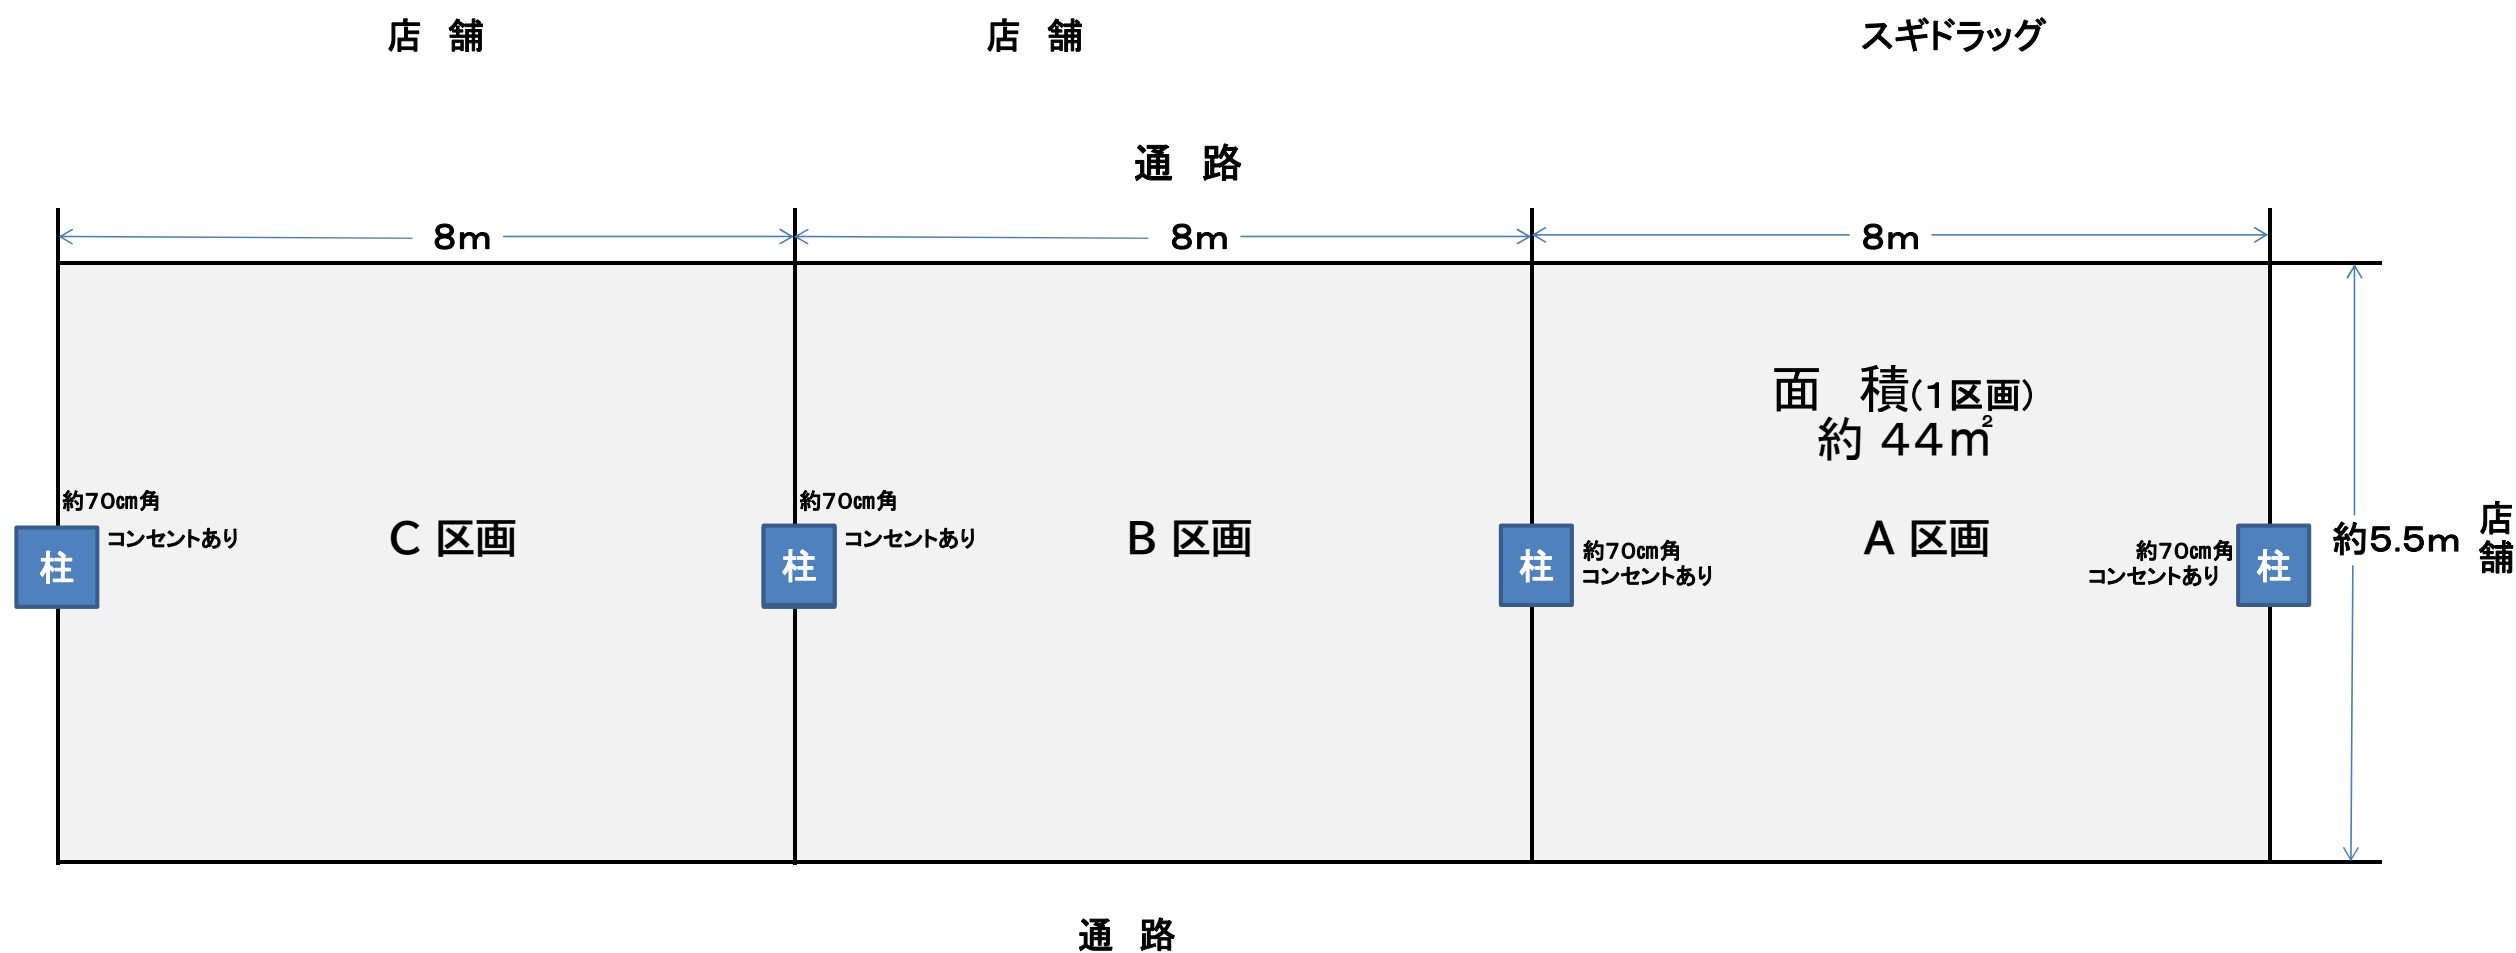 店　舗
店　舗
スギドラッグ
通　路
8m
8m
8m
面　積(1区画)
約 44㎡
約70cm角
コンセントあり
柱
C 区画
約70cm角
コンセントあり
柱
B 区画
柱
約70cm角
コンセントあり
A 区画
約70cm角
コンセントあり
柱
約5.5m
店舗
通　路